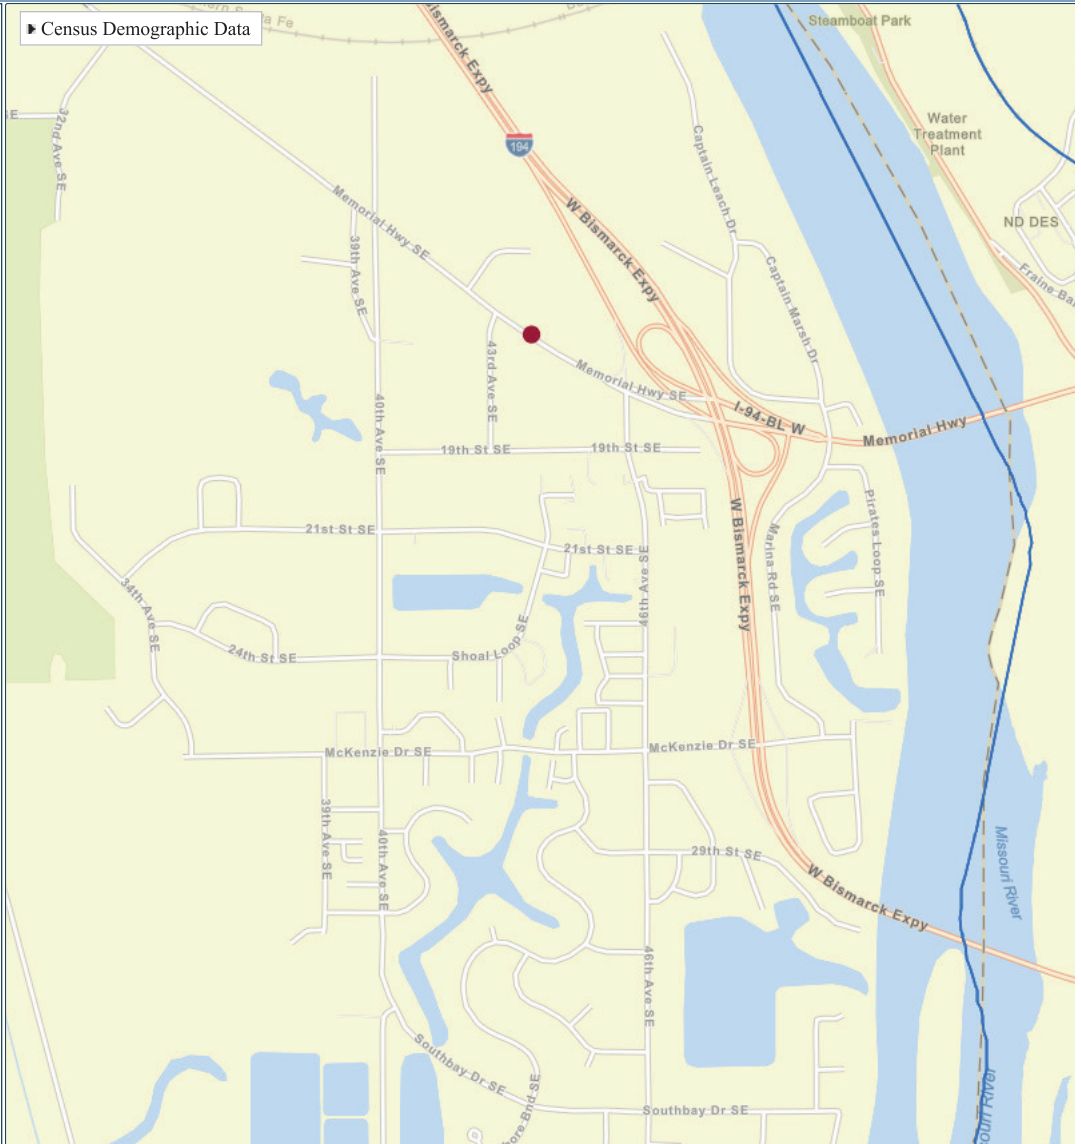 Census Demographic Data
Steamboat Park
Bismarck Expy
194
Water
Treatment
Plant
32nd Ave SE
Captain Leach Dr
Memorial Hwy SE
W Bismarck Expy
ND DES
39th Ave SE
Captain Marsh Dr
43rd Ave SE
Memorial Hwy SE
I-94-BL W
Memorial Hwy
40th Ave SE
19th St SE
19th St SE
W Bismarck Expy
Pirates Loop SE
Marina Rd SE
21st St SE
21st St SE
46th Ave SE
34th Ave SE
24th St SE
Shoal Loop SE
McKenzie Dr SE
McKenzie Dr SE
39th Ave SE
40th Ave SE
29th St SE
W Bismarck Expy
Missouri River
46th Ave SE
Southbay Dr SE
Southbay Dr SE